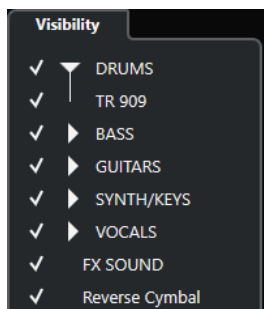 Visibility
DRUMS
TR 909
BASS
GUITARS
SYNTH/KEYS
VOCALS
FX SOUND
Reverse Cymbal